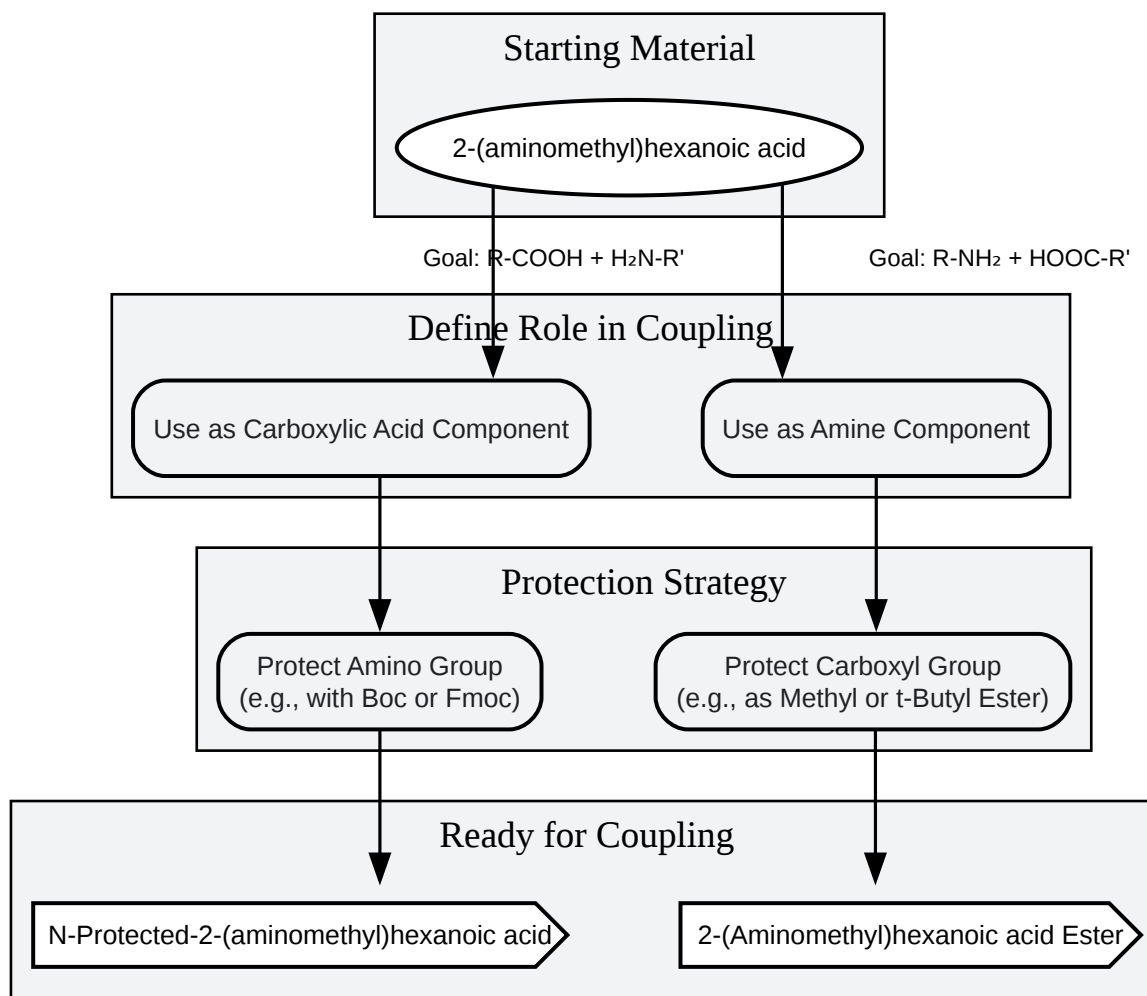 Starting Material
2-(aminomethyl)hexanoic acid
Goal: R-COOH + H₂N-R'
Goal: R-NH₂ + HOOC-R'
Define Role in Coupling
Use as Carboxylic Acid Component
Use as Amine Component
Protection Strategy
Protect Amino Group
(e.g., with Boc or Fmoc)
Protect Carboxyl Group
(e.g., as Methyl or t-Butyl Ester)
Ready for Coupling
N-Protected-2-(aminomethyl)hexanoic acid
2-(Aminomethyl)hexanoic acid Ester